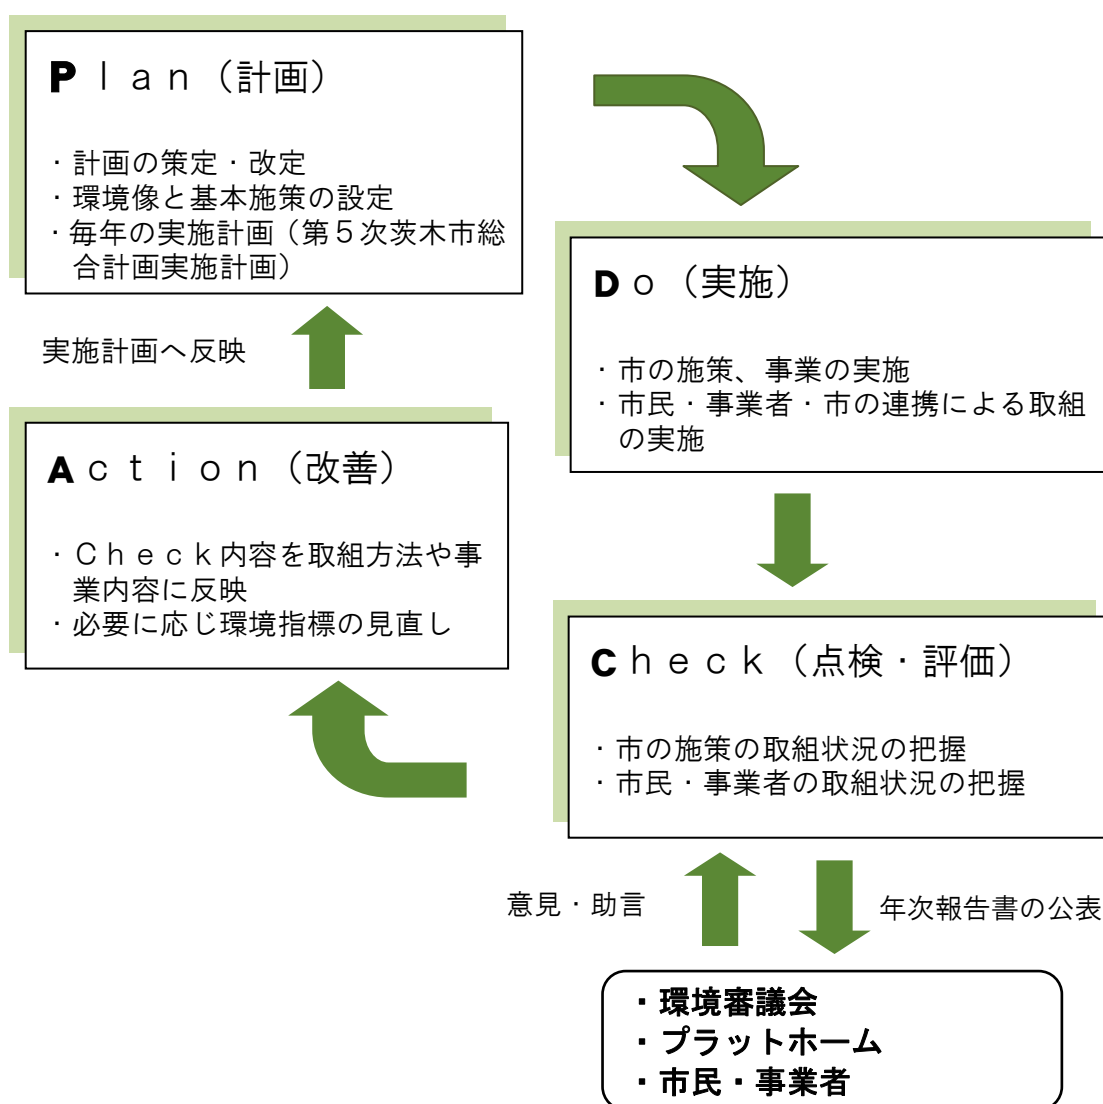 Plan（計画）
・計画の策定・改定
・環境像と基本施策の設定
・毎年の実施計画（第５次茨木市総
合計画実施計画）
Do（実施）
・市の施策、事業の実施
・市民・事業者・市の連携による取組
の実施
実施計画へ反映
Action（改善）
・Ｃｈｅｃｋ内容を取組方法や事
業内容に反映
・必要に応じ環境指標の見直し
Check（点検・評価）
・市の施策の取組状況の把握
・市民・事業者の取組状況の把握
意見・助言
年次報告書の公表
・環境審議会
・プラットホーム
・市民・事業者